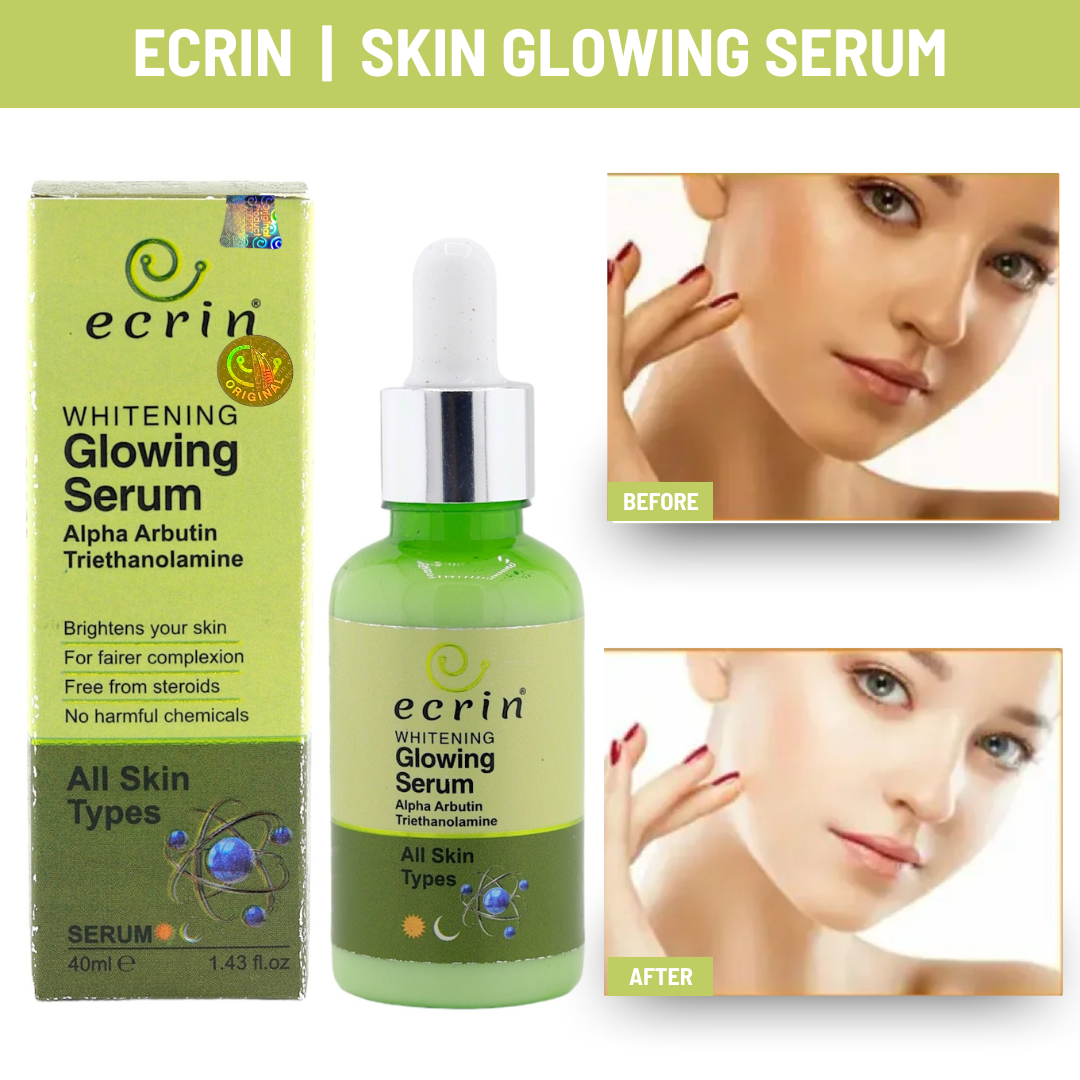 ECRIN | SKIN GLOWING SERUM
ecrin®
ORIGINAL
WHITENING
Glowing
Serum
Alpha Arbutin
Triethanolamine
Brightens your skin
For fairer complexion
Free from steroids
No harmful chemicals
All Skin
Types
SERUM
40ml ℮ 1.43 fl.oz
ecrin®
WHITENING
Glowing
Serum
Alpha Arbutin
Triethanolamine
All Skin
Types
BEFORE
AFTER